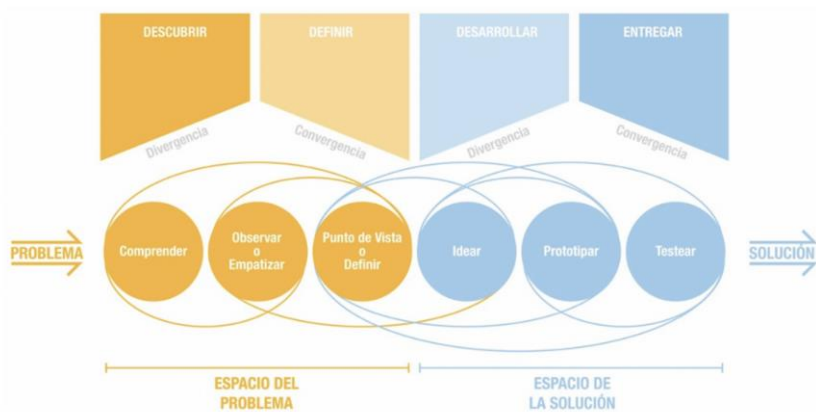 DESCUBRIR
DEFINIR
DESARROLLAR
ENTREGAR
Divergencia
Convergencia
Divergencia
Convergencia
PROBLEMA
Comprender
Observar
o
Empatizar
Punto de Vista
o
Definir
Idear
Prototipar
Testear
SOLUCIÓN
ESPACIO DEL
PROBLEMA
ESPACIO DE
LA SOLUCIÓN